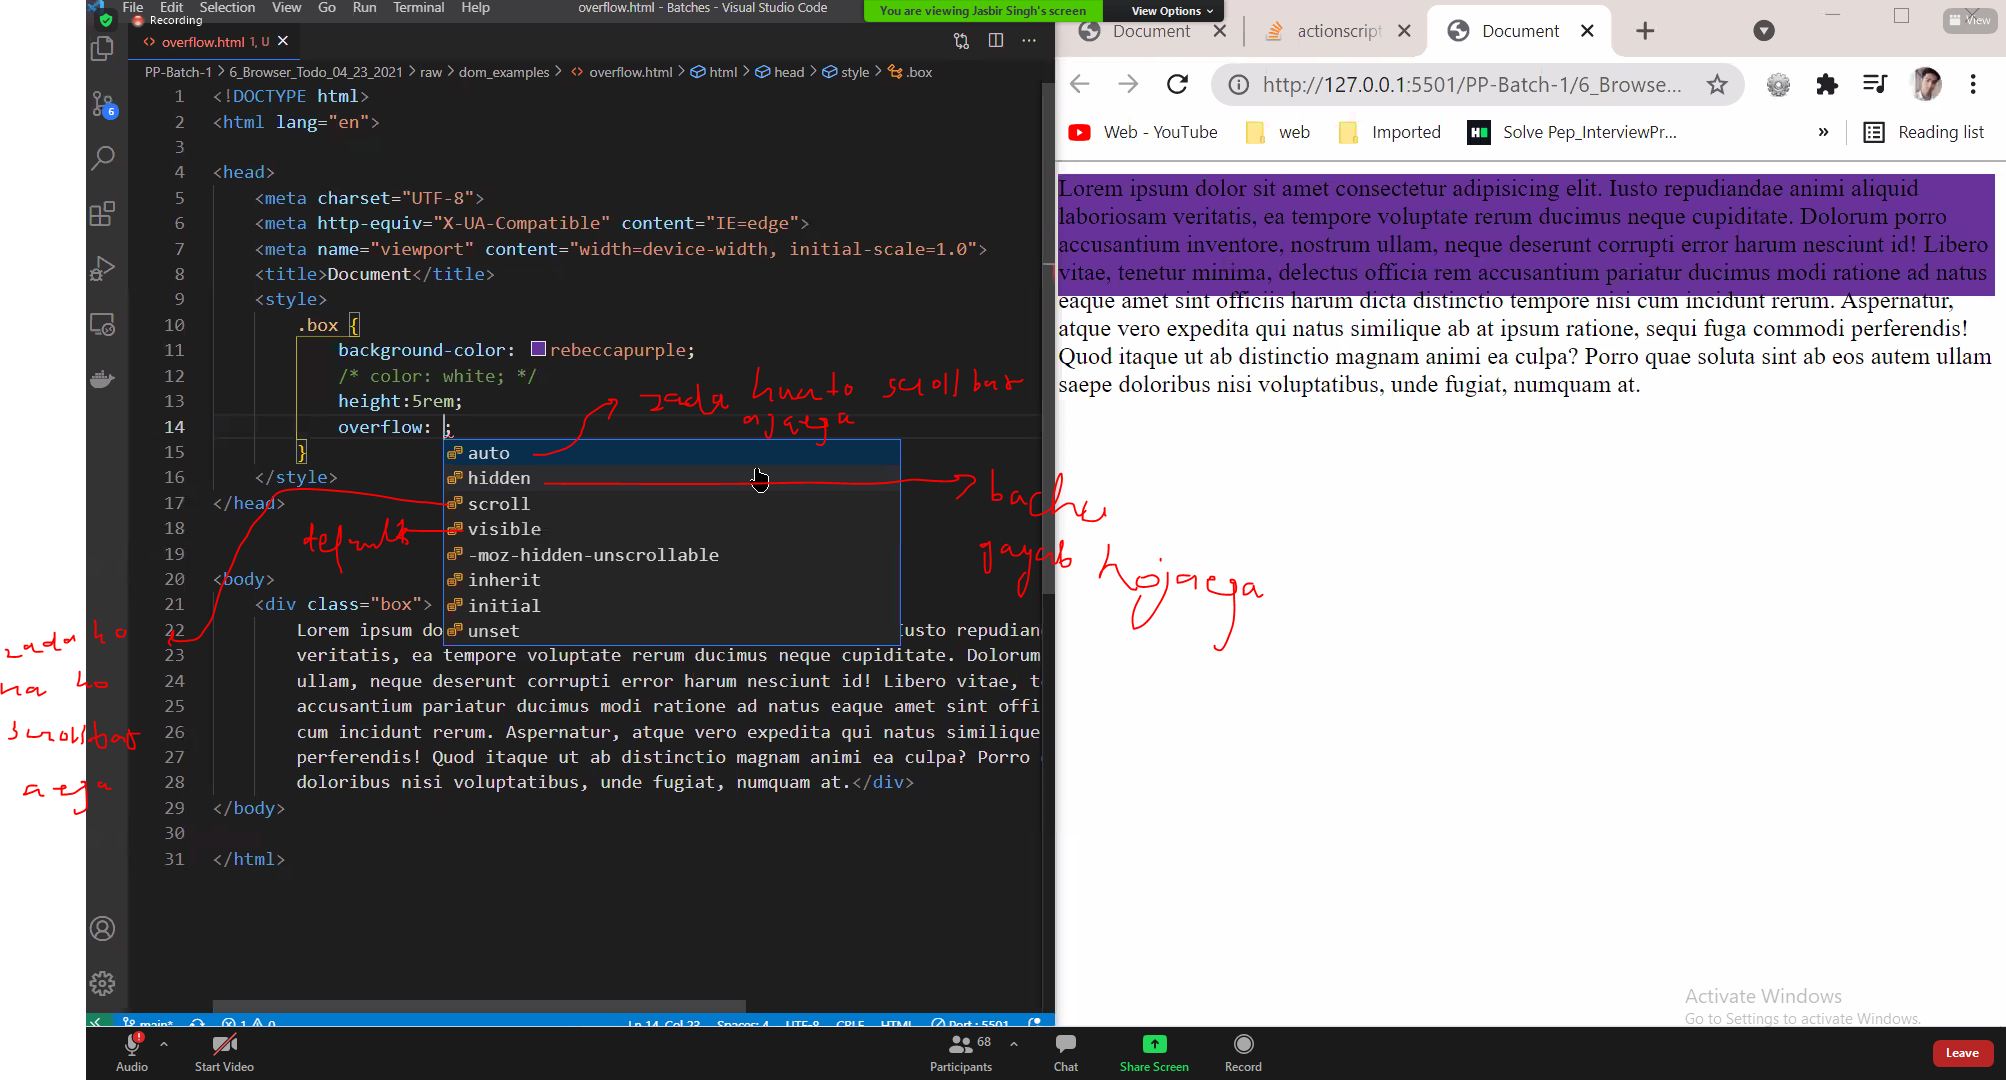 File Edit Selection View Go Run Terminal Help
overflow.html - Batches - Visual Studio Code
You are viewing Jasbir Singh's screen
View Options
Recording
overflow.html 1, U
PP-Batch-1 > 6_Browser_Todo_04_23_2021 > raw > dom_examples > overflow.html > html > head > style > .box
1 <!DOCTYPE html>
2 <html lang="en">
3
4 <head>
5 <meta charset="UTF-8">
6 <meta http-equiv="X-UA-Compatible" content="IE=edge">
7 <meta name="viewport" content="width=device-width, initial-scale=1.0">
8 <title>Document</title>
9 <style>
10 .box {
11 background-color: rebeccapurple;
12 /* color: white; */
13 height:5rem;
14 overflow: ;
15 }
16 </style>
17 </head>
18
19
20 <body>
21 <div class="box">
22 Lorem ipsum do iusto repudian
23 veritatis, ea tempore voluptate rerum ducimus neque cupiditate. Dolorum
24 ullam, neque deserunt corrupti error harum nesciunt id! Libero vitae, t
25 accusantium pariatur ducimus modi ratione ad natus eaque amet sint offi
26 cum incidunt rerum. Aspernatur, atque vero expedita qui natus similique
27 perferendis! Quod itaque ut ab distinctio magnam animi ea culpa? Porro
28 doloribus nisi voluptatibus, unde fugiat, numquam at.</div>
29 </body>
30
31 </html>
auto
hidden
scroll
visible
-moz-hidden-unscrollable
inherit
initial
unset
zada hua to scrollbar
ajaega
bacha
gayab hojaega
default
zada ho
na ho
scrollbar
aega
6
main*
1 0
Ln 14, Col 23 Spaces: 4 UTF-8 CRLF HTML Port : 5501
Document
actionscript
Document
View
http://127.0.0.1:5501/PP-Batch-1/6_Browse...
Web - YouTube
web
Imported
Solve Pep_InterviewPr...
»
Reading list
Lorem ipsum dolor sit amet consectetur adipisicing elit. Iusto repudiandae animi aliquid
laboriosam veritatis, ea tempore voluptate rerum ducimus neque cupiditate. Dolorum porro
accusantium inventore, nostrum ullam, neque deserunt corrupti error harum nesciunt id! Libero
vitae, tenetur minima, delectus officia rem accusantium pariatur ducimus modi ratione ad natus
eaque amet sint officiis harum dicta distinctio tempore nisi cum incidunt rerum. Aspernatur,
atque vero expedita qui natus similique ab at ipsum ratione, sequi fuga commodi perferendis!
Quod itaque ut ab distinctio magnam animi ea culpa? Porro quae soluta sint ab eos autem ullam
saepe doloribus nisi voluptatibus, unde fugiat, numquam at.
Activate Windows
Go to Settings to activate Windows.
Audio
Start Video
68
Participants
Chat
Share Screen
Record
Leave